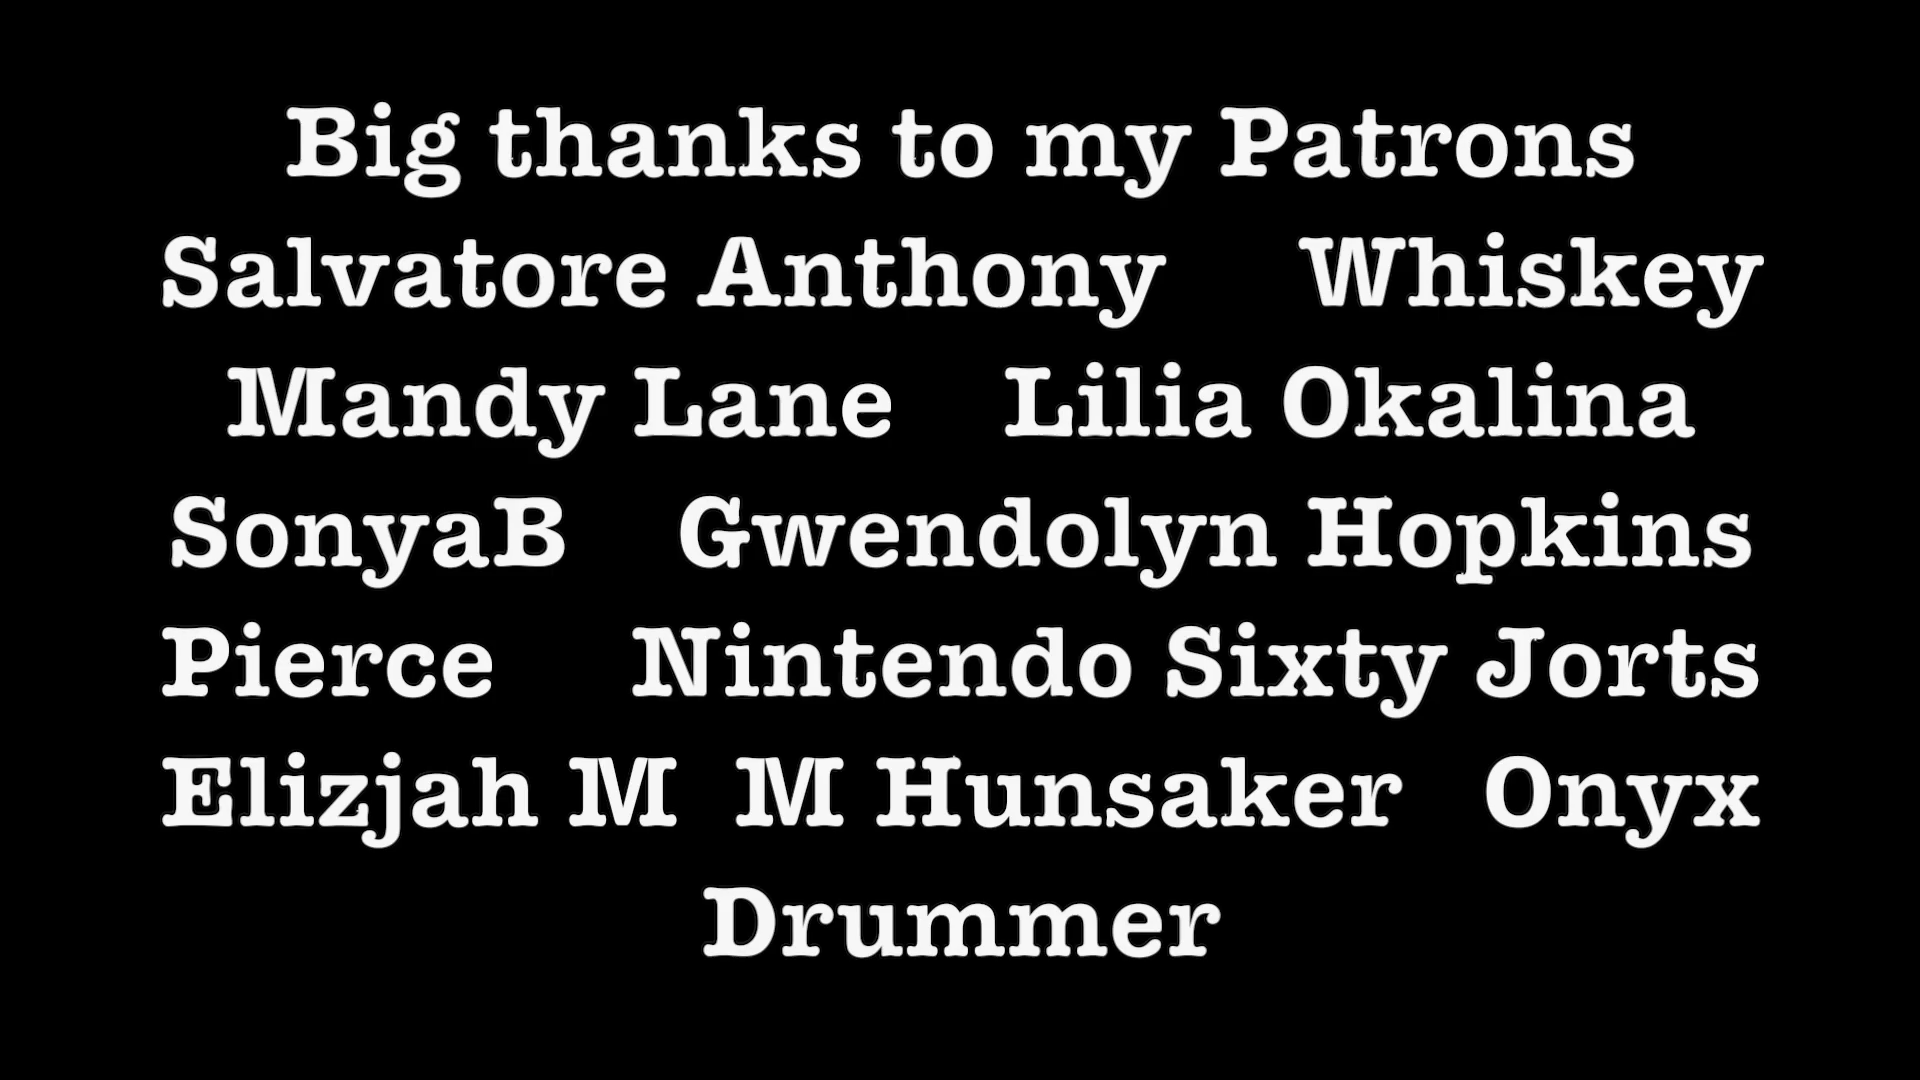 Big thanks to my Patrons
Salvatore Anthony Whiskey
Mandy Lane Lilia Okalina
SonyaB Gwendolyn Hopkins
Pierce Nintendo Sixty Jorts
Elizjah M M Hunsaker Onyx
Drummer